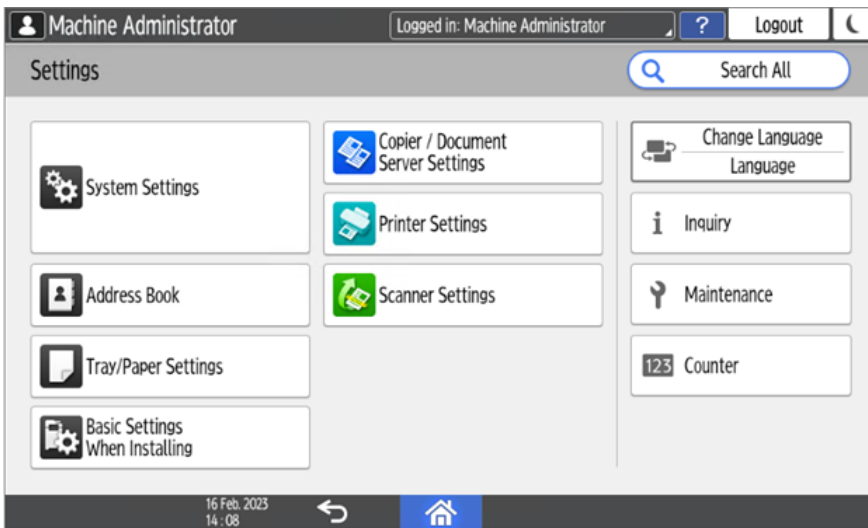 Machine Administrator
Logged in: Machine Administrator
?
Logout
Settings
Search All
System Settings
Address Book
Tray/Paper Settings
Basic Settings
When Installing
Copier / Document
Server Settings
Printer Settings
Scanner Settings
Change Language
Language
i Inquiry
Maintenance
123 Counter
16 Feb. 2023
14 : 08